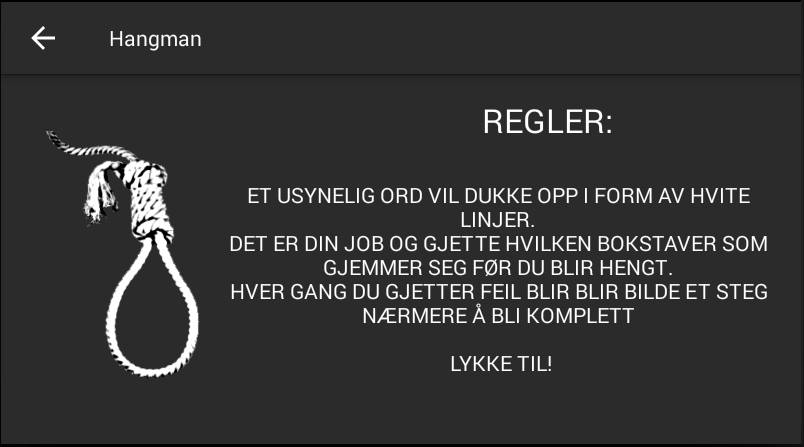 Hangman
REGLER:
ET USYNELIG ORD VIL DUKKE OPP I FORM AV HVITE
LINJER.
DET ER DIN JOB OG GJETTE HVILKEN BOKSTAVER SOM
GJEMMER SEG FØR DU BLIR HENGT.
HVER GANG DU GJETTER FEIL BLIR BLIR BILDE ET STEG
NÆRMERE Å BLI KOMPLETT
LYKKE TIL!